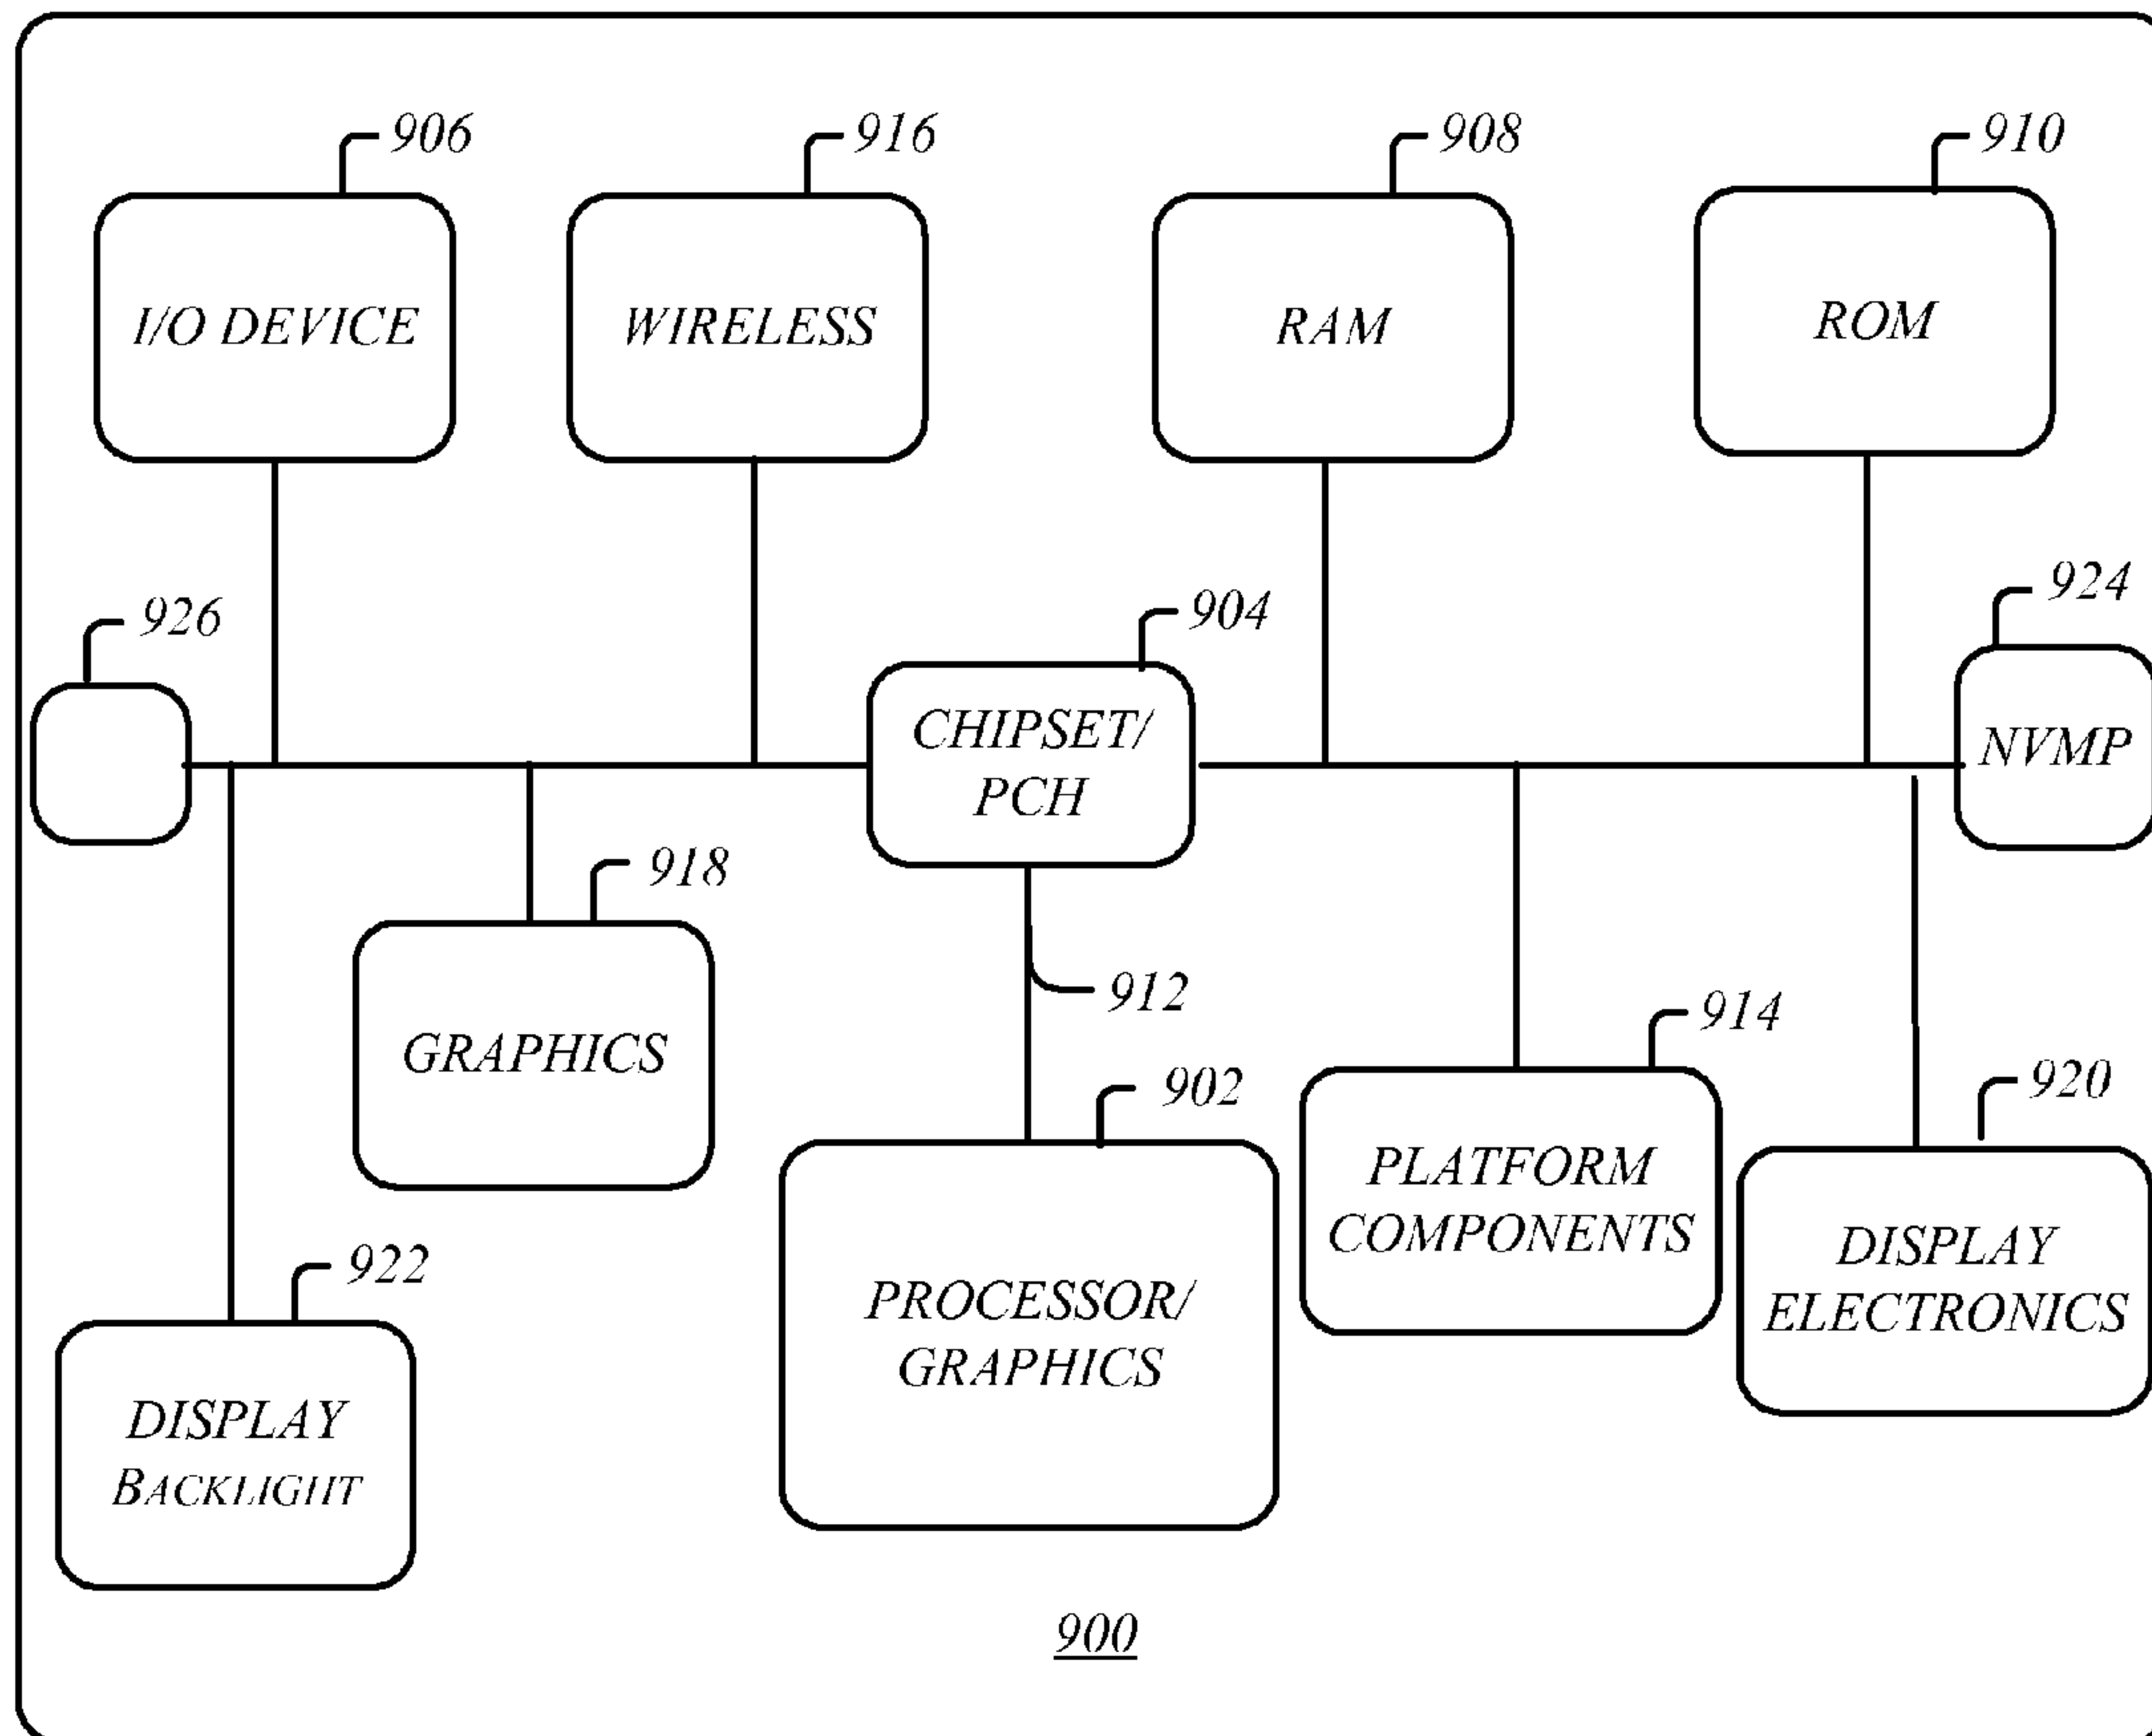 906
916
908
910
I/O DEVICE
WIRELESS
RAM
ROM
926
904
924
CHIPSET/
PCH
NVMP
918
912
914
GRAPHICS
902
920
PLATFORM
COMPONENTS
922
PROCESSOR/
GRAPHICS
DISPLAY
ELECTRONICS
DISPLAY
BACKLIGHT
900